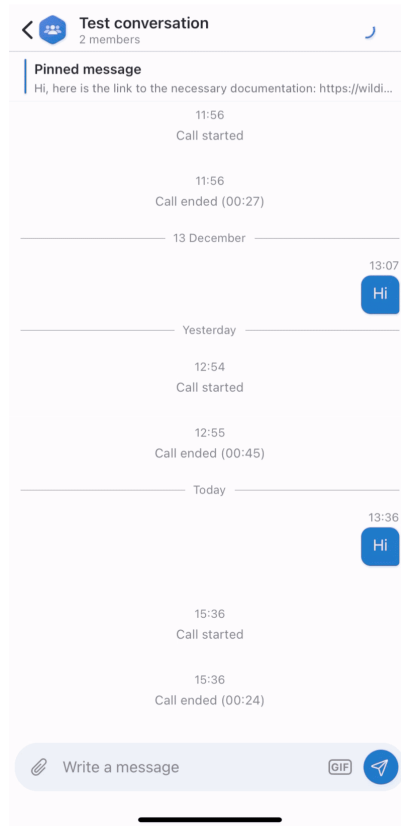 Test conversation
2 members
Pinned message
Hi, here is the link to the necessary documentation: https://wildi...
11:56
Call started
11:56
Call ended (00:27)
13 December
13:07
Hi
Yesterday
12:54
Call started
12:55
Call ended (00:45)
Today
13:36
Hi
15:36
Call started
15:36
Call ended (00:24)
Write a message
GIF